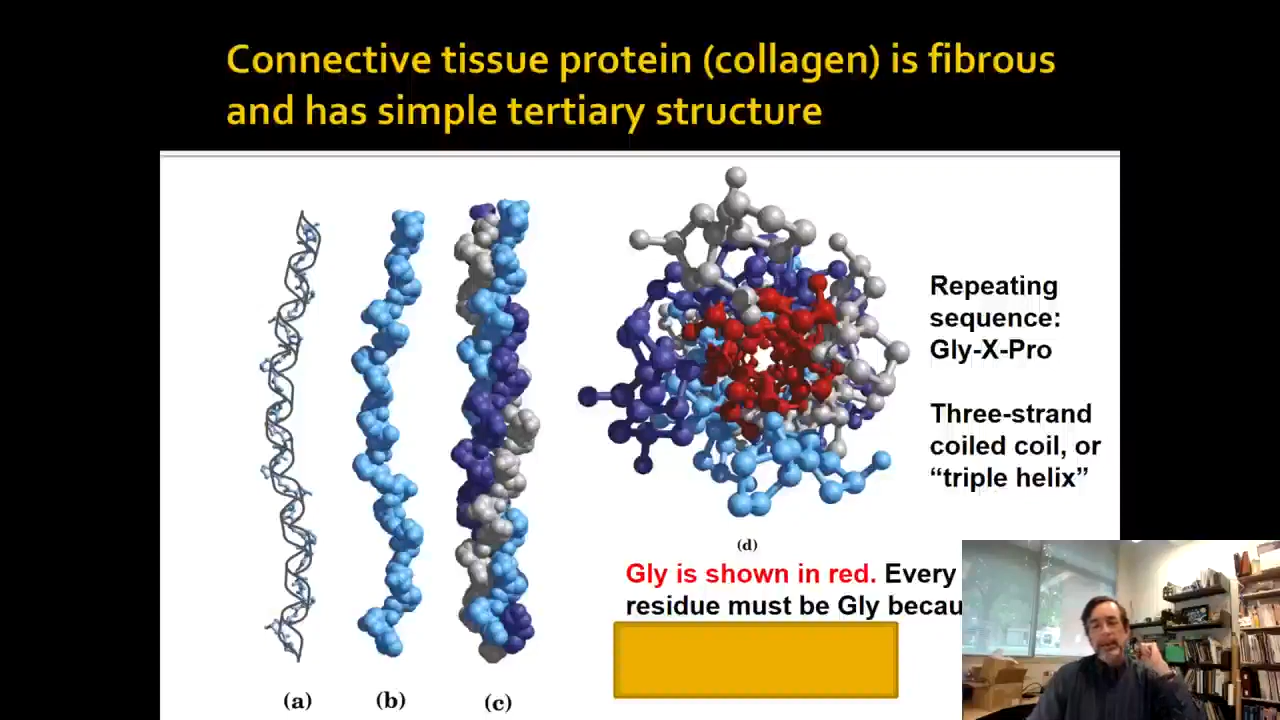 Connective tissue protein (collagen) is fibrous
and has simple tertiary structure
Repeating
sequence:
Gly-X-Pro
Three-strand
coiled coil, or
“triple helix”
(d)
Gly is shown in red. Every
residue must be Gly becau
(a) (b) (c)